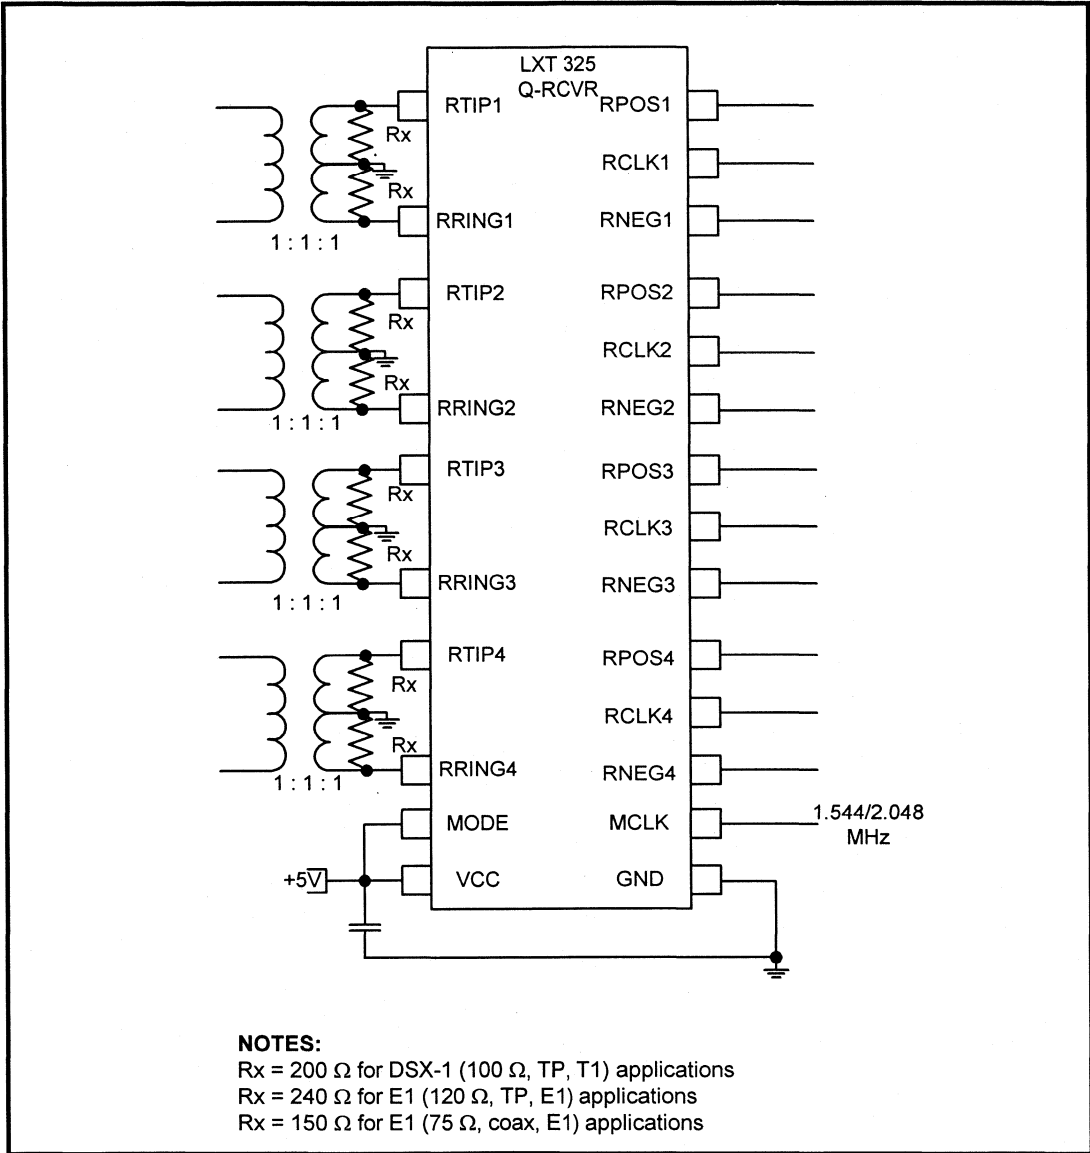 LXT 325
Q-RCVR
RTIP1
RPOS1
Rx
RCLK1
Rx
RRING1
RNEG1
1 : 1 : 1
RTIP2
RPOS2
Rx
RCLK2
Rx
RRING2
RNEG2
1 : 1 : 1
RTIP3
RPOS3
Rx
RCLK3
Rx
RRING3
RNEG3
1 : 1 : 1
RTIP4
RPOS4
Rx
RCLK4
Rx
RRING4
RNEG4
1 : 1 : 1
MODE
MCLK
1.544/2.048
MHz
+5V
VCC
GND
NOTES:
Rx = 200 Ω for DSX-1 (100 Ω, TP, T1) applications
Rx = 240 Ω for E1 (120 Ω, TP, E1) applications
Rx = 150 Ω for E1 (75 Ω, coax, E1) applications